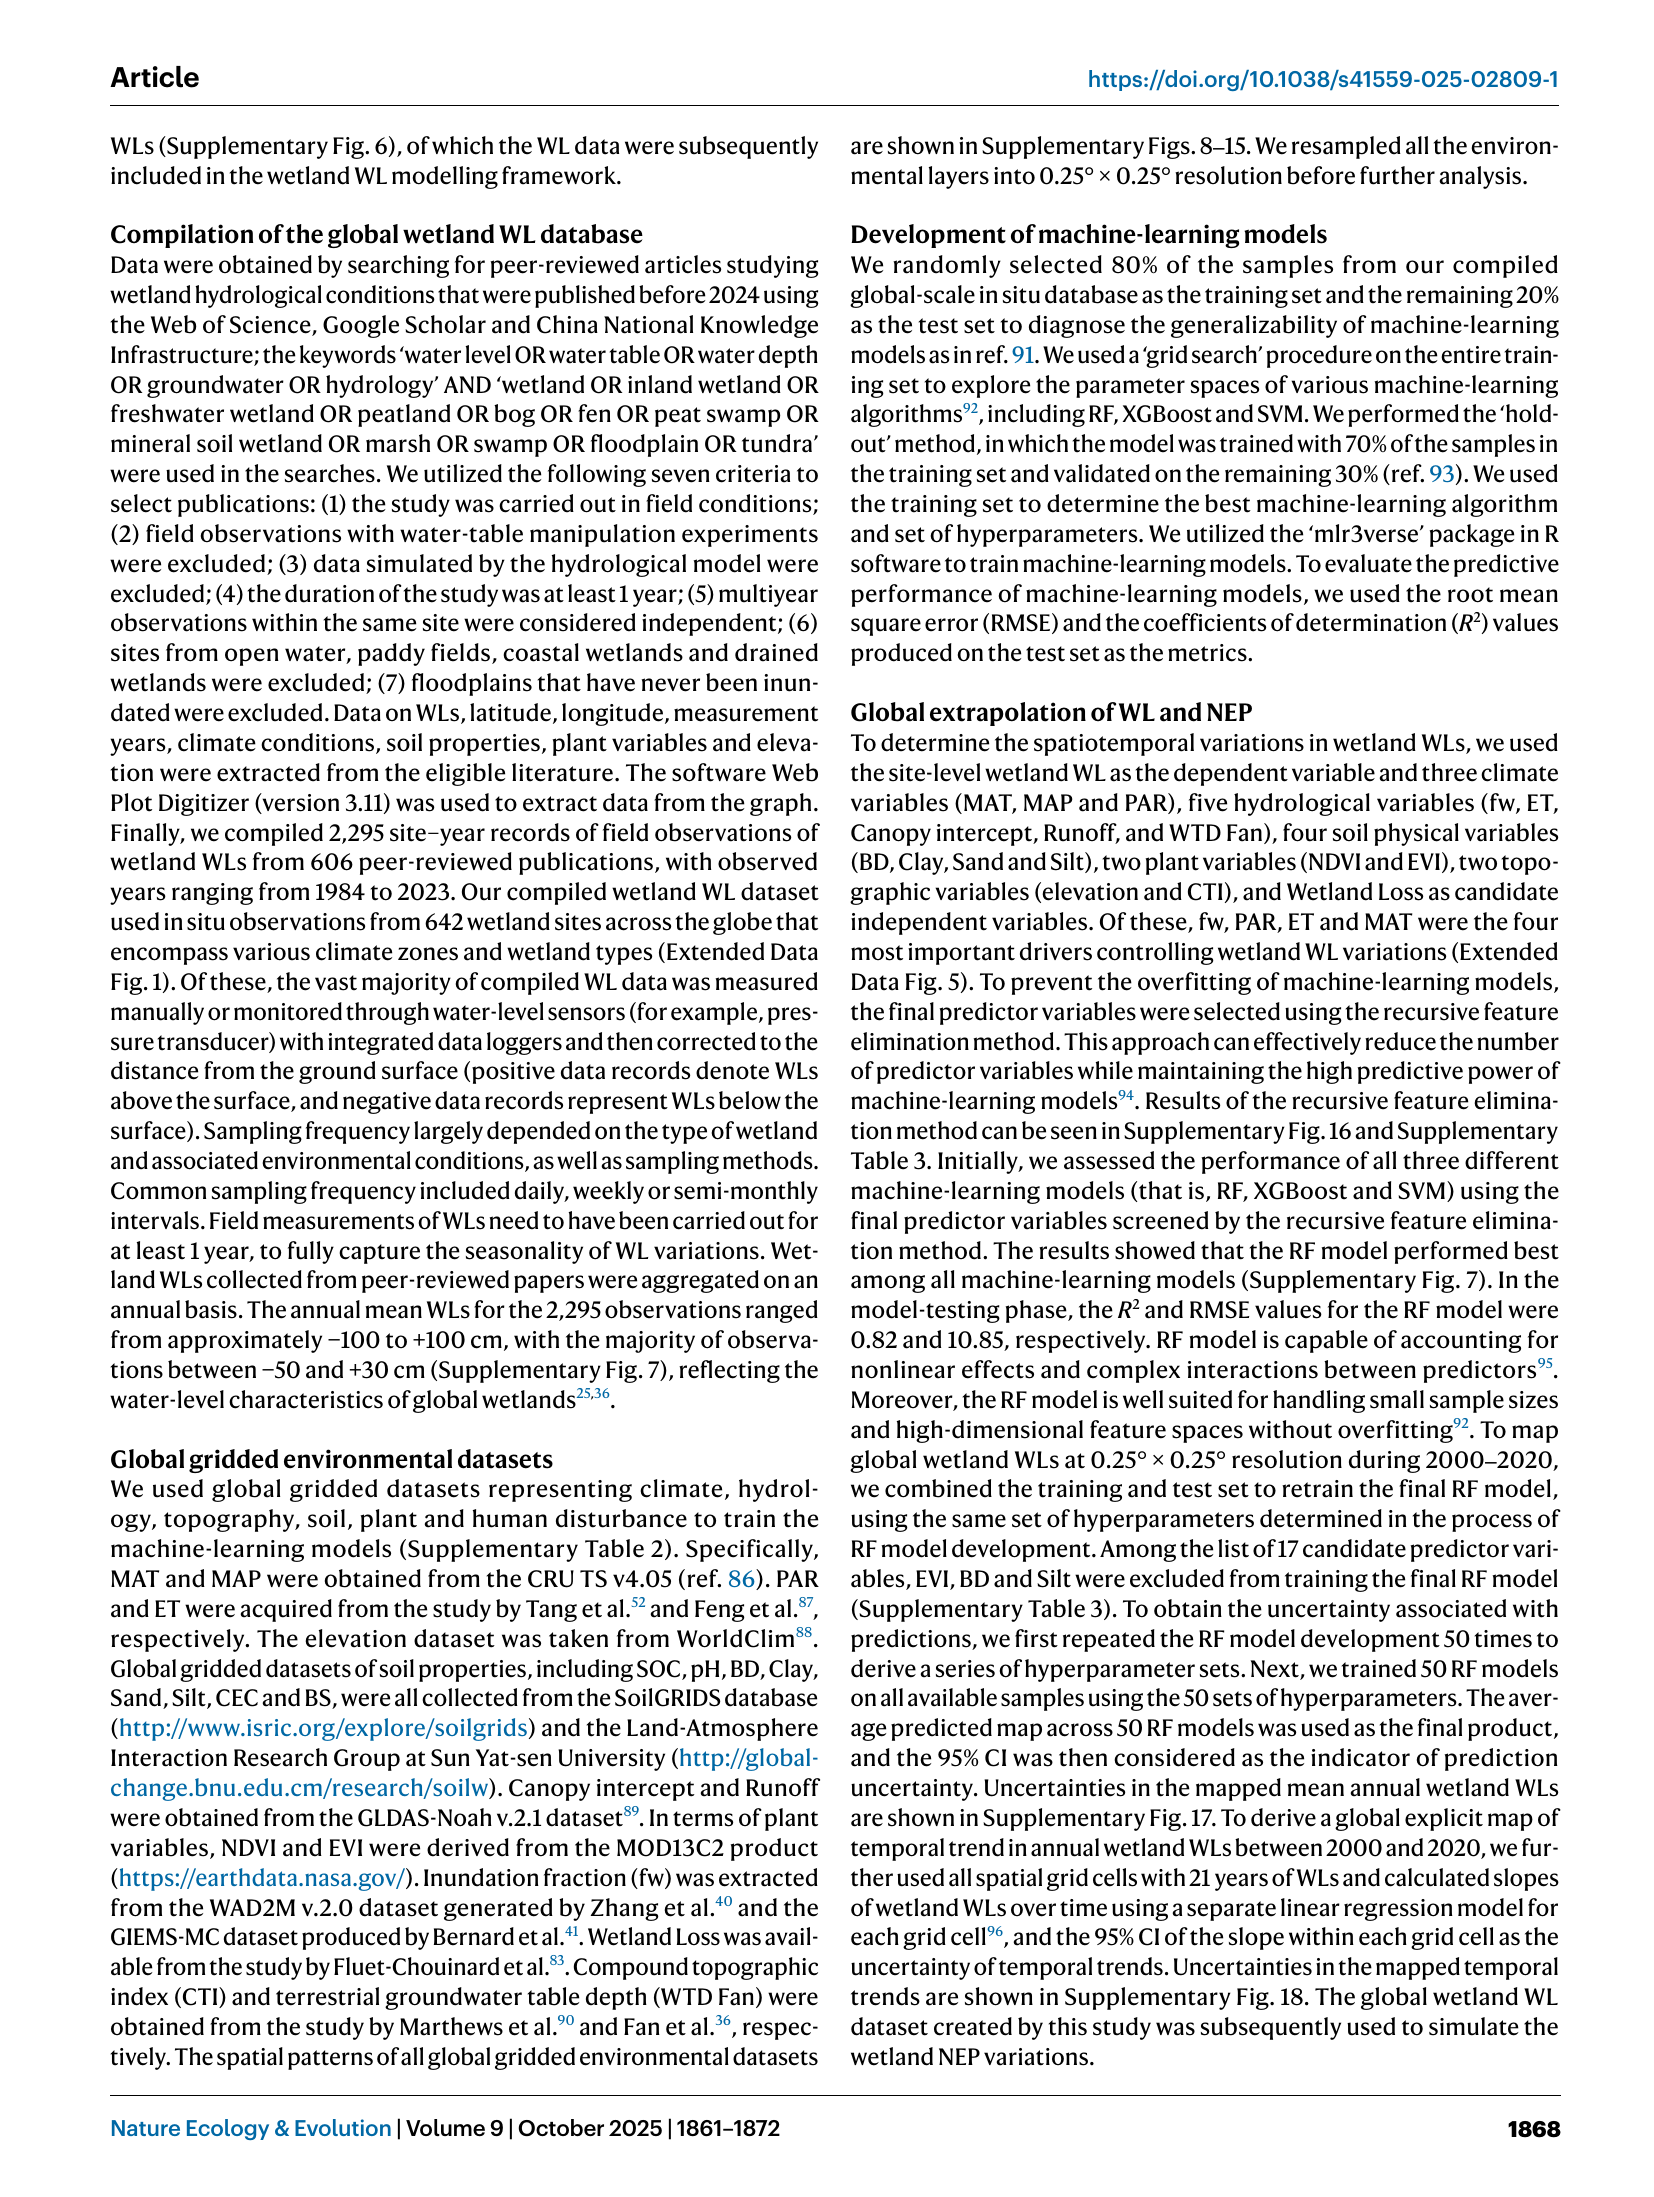 Article
https://doi.org/10.1038/s41559-025-02809-1
WLs (Supplementary Fig. 6), of which the WL data were subsequently
included in the wetland WL modelling framework.
Compilation of the global wetland WL database
Data were obtained by searching for peer-reviewed articles studying
wetland hydrological conditions that were published before 2024 using
the Web of Science, Google Scholar and China National Knowledge
Infrastructure; the keywords ‘water level OR water table OR water depth
OR groundwater OR hydrology’ AND ‘wetland OR inland wetland OR
freshwater wetland OR peatland OR bog OR fen OR peat swamp OR
mineral soil wetland OR marsh OR swamp OR floodplain OR tundra’
were used in the searches. We utilized the following seven criteria to
select publications: (1) the study was carried out in field conditions;
(2) field observations with water-table manipulation experiments
were excluded; (3) data simulated by the hydrological model were
excluded; (4) the duration of the study was at least 1 year; (5) multiyear
observations within the same site were considered independent; (6)
sites from open water, paddy fields, coastal wetlands and drained
wetlands were excluded; (7) floodplains that have never been inun-
dated were excluded. Data on WLs, latitude, longitude, measurement
years, climate conditions, soil properties, plant variables and eleva-
tion were extracted from the eligible literature. The software Web
Plot Digitizer (version 3.11) was used to extract data from the graph.
Finally, we compiled 2,295 site–year records of field observations of
wetland WLs from 606 peer-reviewed publications, with observed
years ranging from 1984 to 2023. Our compiled wetland WL dataset
used in situ observations from 642 wetland sites across the globe that
encompass various climate zones and wetland types (Extended Data
Fig. 1). Of these, the vast majority of compiled WL data was measured
manually or monitored through water-level sensors (for example, pres-
sure transducer) with integrated data loggers and then corrected to the
distance from the ground surface (positive data records denote WLs
above the surface, and negative data records represent WLs below the
surface). Sampling frequency largely depended on the type of wetland
and associated environmental conditions, as well as sampling methods.
Common sampling frequency included daily, weekly or semi-monthly
intervals. Field measurements of WLs need to have been carried out for
at least 1 year, to fully capture the seasonality of WL variations. Wet-
land WLs collected from peer-reviewed papers were aggregated on an
annual basis. The annual mean WLs for the 2,295 observations ranged
from approximately −100 to +100 cm, with the majority of observa-
tions between −50 and +30 cm (Supplementary Fig. 7), reflecting the
water-level characteristics of global wetlands25,36.
Global gridded environmental datasets
We used global gridded datasets representing climate, hydrol-
ogy, topography, soil, plant and human disturbance to train the
machine-learning models (Supplementary Table 2). Specifically,
MAT and MAP were obtained from the CRU TS v4.05 (ref. 86). PAR
and ET were acquired from the study by Tang et al.52 and Feng et al.87,
respectively. The elevation dataset was taken from WorldClim88.
Global gridded datasets of soil properties, including SOC, pH, BD, Clay,
Sand, Silt, CEC and BS, were all collected from the SoilGRIDS database
(http://www.isric.org/explore/soilgrids) and the Land-Atmosphere
Interaction Research Group at Sun Yat-sen University (http://global-
change.bnu.edu.cm/research/soilw). Canopy intercept and Runoff
were obtained from the GLDAS-Noah v.2.1 dataset89. In terms of plant
variables, NDVI and EVI were derived from the MOD13C2 product
(https://earthdata.nasa.gov/). Inundation fraction (fw) was extracted
from the WAD2M v.2.0 dataset generated by Zhang et al.40 and the
GIEMS-MC dataset produced by Bernard et al.41. Wetland Loss was avail-
able from the study by Fluet-Chouinard et al.83. Compound topographic
index (CTI) and terrestrial groundwater table depth (WTD Fan) were
obtained from the study by Marthews et al.90 and Fan et al.36, respec-
tively. The spatial patterns of all global gridded environmental datasets
are shown in Supplementary Figs. 8–15. We resampled all the environ-
mental layers into 0.25° × 0.25° resolution before further analysis.
Development of machine-learning models
We randomly selected 80% of the samples from our compiled
global-scale in situ database as the training set and the remaining 20%
as the test set to diagnose the generalizability of machine-learning
models as in ref. 91. We used a ‘grid search’ procedure on the entire train-
ing set to explore the parameter spaces of various machine-learning
algorithms92, including RF, XGBoost and SVM. We performed the ‘hold-
out’ method, in which the model was trained with 70% of the samples in
the training set and validated on the remaining 30% (ref. 93). We used
the training set to determine the best machine-learning algorithm
and set of hyperparameters. We utilized the ‘mlr3verse’ package in R
software to train machine-learning models. To evaluate the predictive
performance of machine-learning models, we used the root mean
square error (RMSE) and the coefficients of determination (R2) values
produced on the test set as the metrics.
Global extrapolation of WL and NEP
To determine the spatiotemporal variations in wetland WLs, we used
the site-level wetland WL as the dependent variable and three climate
variables (MAT, MAP and PAR), five hydrological variables (fw, ET,
Canopy intercept, Runoff, and WTD Fan), four soil physical variables
(BD, Clay, Sand and Silt), two plant variables (NDVI and EVI), two topo-
graphic variables (elevation and CTI), and Wetland Loss as candidate
independent variables. Of these, fw, PAR, ET and MAT were the four
most important drivers controlling wetland WL variations (Extended
Data Fig. 5). To prevent the overfitting of machine-learning models,
the final predictor variables were selected using the recursive feature
elimination method. This approach can effectively reduce the number
of predictor variables while maintaining the high predictive power of
machine-learning models94. Results of the recursive feature elimina-
tion method can be seen in Supplementary Fig. 16 and Supplementary
Table 3. Initially, we assessed the performance of all three different
machine-learning models (that is, RF, XGBoost and SVM) using the
final predictor variables screened by the recursive feature elimina-
tion method. The results showed that the RF model performed best
among all machine-learning models (Supplementary Fig. 7). In the
model-testing phase, the R2 and RMSE values for the RF model were
0.82 and 10.85, respectively. RF model is capable of accounting for
nonlinear effects and complex interactions between predictors95.
Moreover, the RF model is well suited for handling small sample sizes
and high-dimensional feature spaces without overfitting92. To map
global wetland WLs at 0.25° × 0.25° resolution during 2000–2020,
we combined the training and test set to retrain the final RF model,
using the same set of hyperparameters determined in the process of
RF model development. Among the list of 17 candidate predictor vari-
ables, EVI, BD and Silt were excluded from training the final RF model
(Supplementary Table 3). To obtain the uncertainty associated with
predictions, we first repeated the RF model development 50 times to
derive a series of hyperparameter sets. Next, we trained 50 RF models
on all available samples using the 50 sets of hyperparameters. The aver-
age predicted map across 50 RF models was used as the final product,
and the 95% CI was then considered as the indicator of prediction
uncertainty. Uncertainties in the mapped mean annual wetland WLs
are shown in Supplementary Fig. 17. To derive a global explicit map of
temporal trend in annual wetland WLs between 2000 and 2020, we fur-
ther used all spatial grid cells with 21 years of WLs and calculated slopes
of wetland WLs over time using a separate linear regression model for
each grid cell96, and the 95% CI of the slope within each grid cell as the
uncertainty of temporal trends. Uncertainties in the mapped temporal
trends are shown in Supplementary Fig. 18. The global wetland WL
dataset created by this study was subsequently used to simulate the
wetland NEP variations.
Nature Ecology & Evolution | Volume 9 | October 2025 | 1861–1872
1868